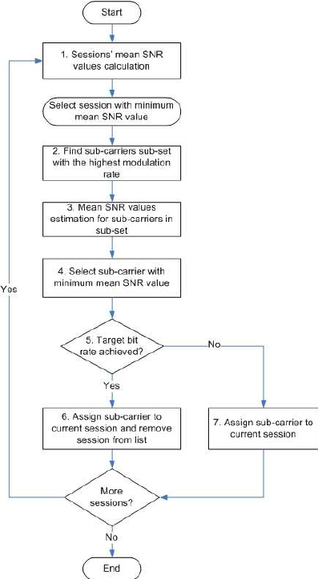 Start
1. Sessions' mean SNR
values calculation
Select session with minimum
mean SNR value
2. Find sub-carriers sub-set
with the highest modulation
rate
3. Mean SNR values
estimation for sub-carriers in
sub-set
4. Select sub-carrier with
minimum mean SNR value
Yes
5. Target bit
rate achieved?
No
Yes
6. Assign sub-carrier to
current session and remove
session from list
7. Assign sub-carrier to
current session
More
sessions?
No
End